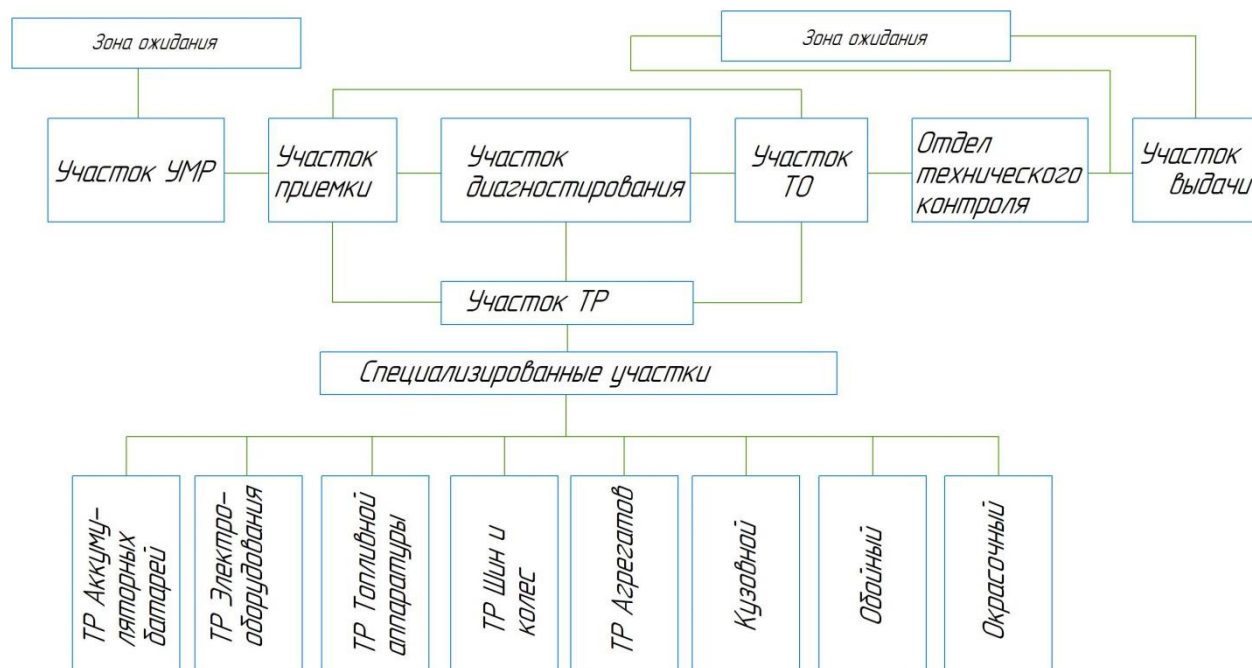 Зона ожидания
Зона ожидания
Участок УМР
Участок
приемки
Участок
диагностирования
Участок
ТО
Отдел
технического
контроля
Участок
выдачи
Участок ТР
Специализированные участки
ТР Аккуму-
ляторных
батарей
ТР Электро-
оборудования
ТР Топливной
аппаратуры
ТР Шин и
колес
ТР Агрегатов
Кузовной
Обойный
Окрасочный